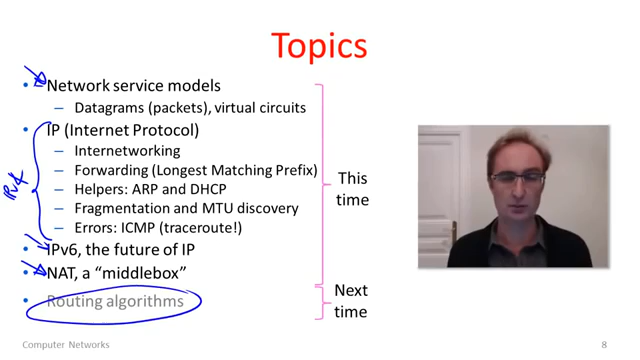 Topics
• Network service models
– Datagrams (packets), virtual circuits
• IP (Internet Protocol)
– Internetworking
– Forwarding (Longest Matching Prefix)
– Helpers: ARP and DHCP
– Fragmentation and MTU discovery
– Errors: ICMP (traceroute!)
• IPv6, the future of IP
• NAT, a “middlebox”
• Routing algorithms
IPv4
This
time
Next
time
Computer Networks
8